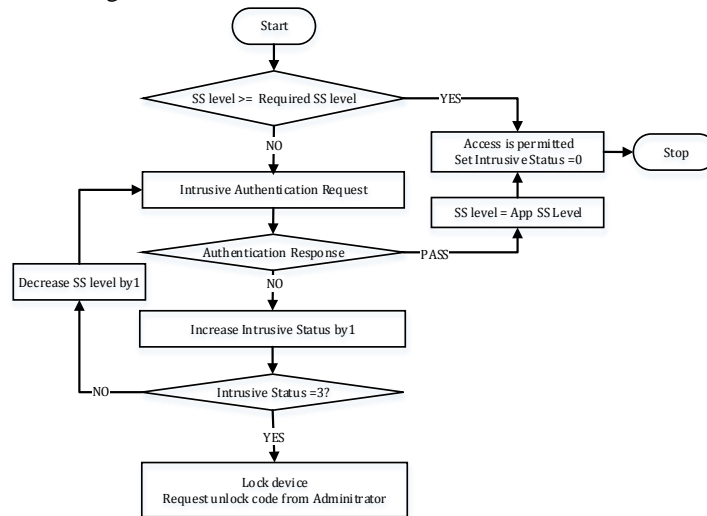 Start
SS level >= Required SS level
YES
NO
Access is permitted
Set Intrusive Status =0
Stop
Intrusive Authentication Request
SS level = App SS Level
Authentication Response
PASS
Decrease SS level by1
NO
Increase Intrusive Status by1
Intrusive Status =3?
NO
YES
Lock device
Request unlock code from Adminitrator